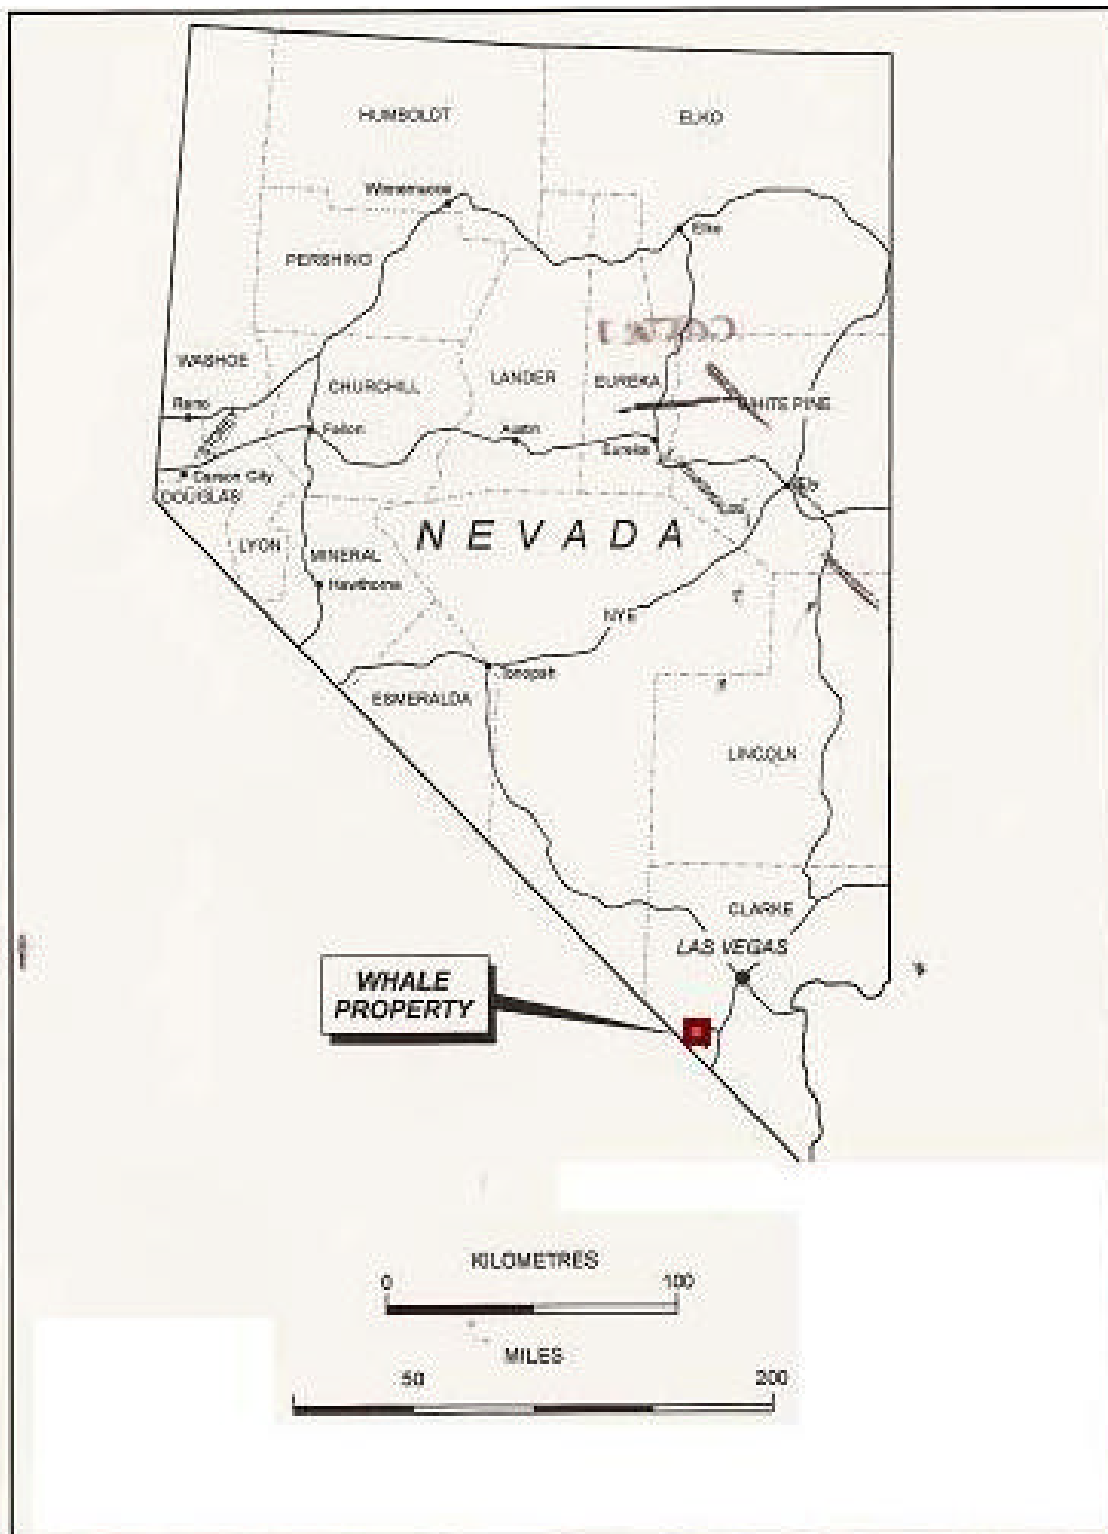 HUMBOLDT
ELKO
Winnemucca
Elko
PERSHING
WASHOE
CHURCHILL
LANDER
EUREKA
WHITE PINE
Reno
Fallon
Austin
Eureka
Carson City
Ely
DOUGLAS
NEVADA
LYON
MINERAL
Hawthorne
NYE
Tonopah
ESMERALDA
LINCOLN
CLARKE
LAS VEGAS
WHALE
PROPERTY
KILOMETRES
0 100
MILES
50 200